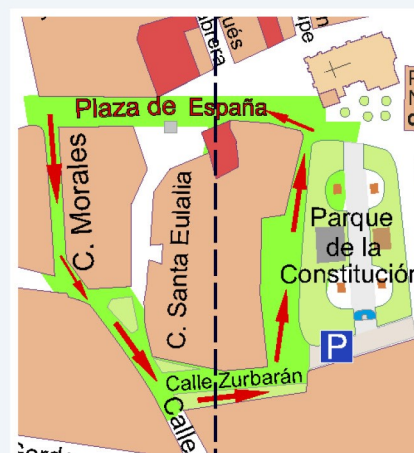 Plaza de España
C. Morales
C. Santa Eulalia
Parque
de la
Constitución
P
Calle Zurbarán
Calle